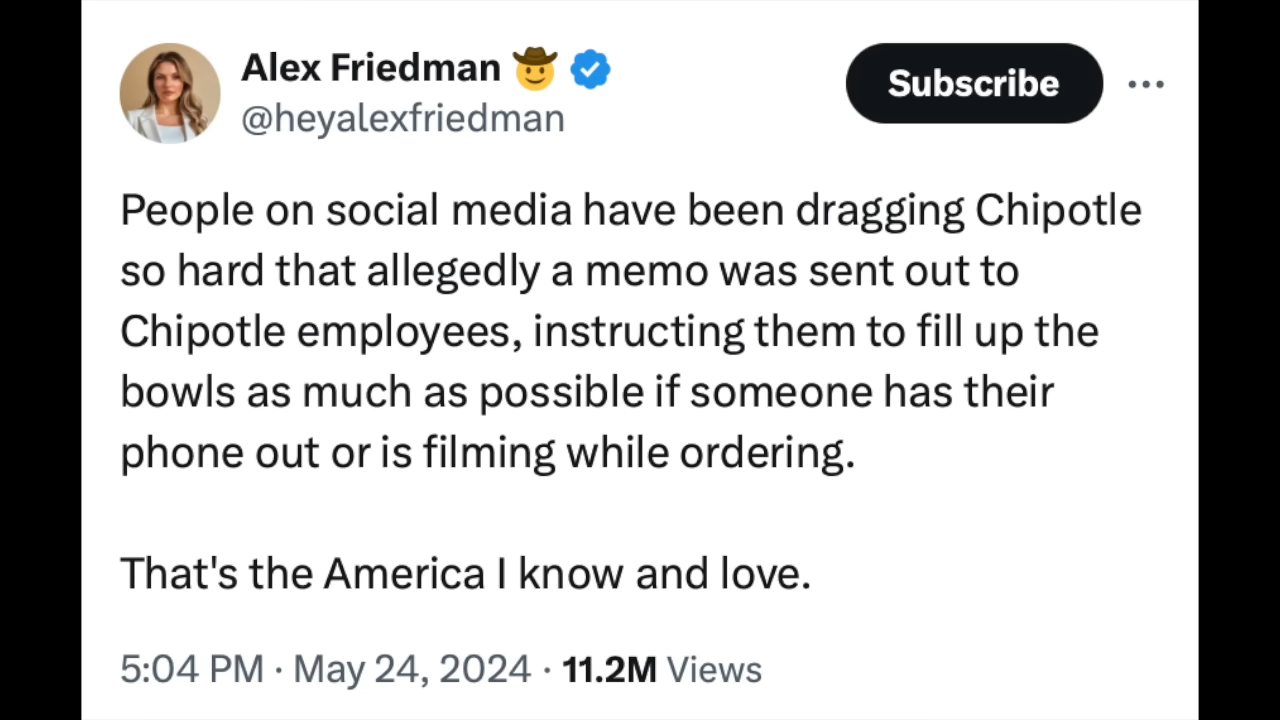 Alex Friedman 🤠
@heyalexfriedman
Subscribe
People on social media have been dragging Chipotle
so hard that allegedly a memo was sent out to
Chipotle employees, instructing them to fill up the
bowls as much as possible if someone has their
phone out or is filming while ordering.
That's the America I know and love.
5:04 PM · May 24, 2024 · 11.2M Views